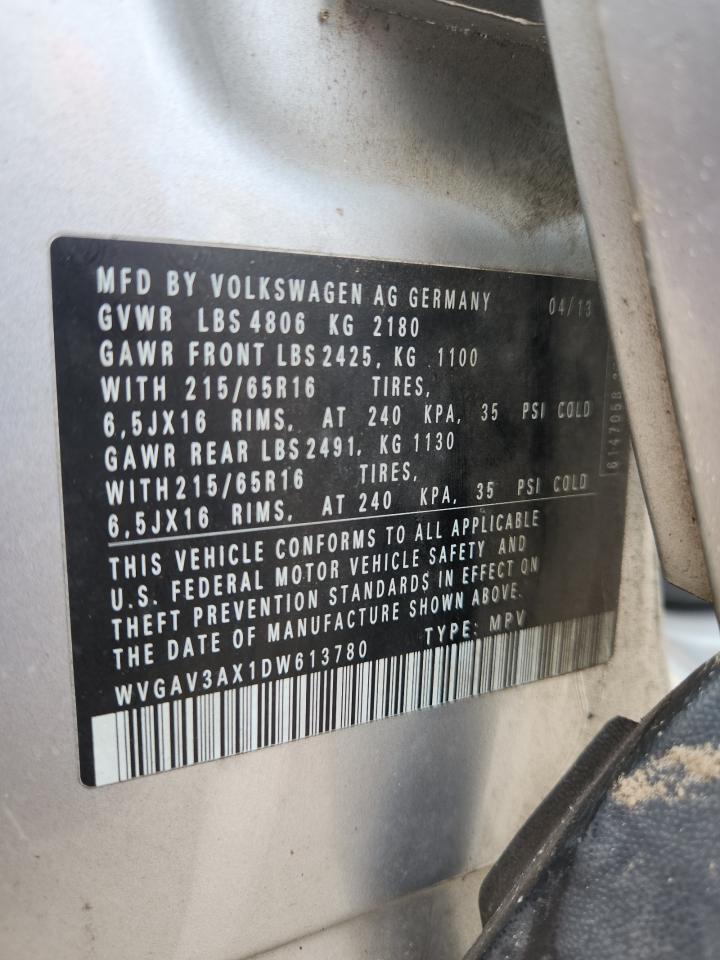 MFD BY VOLKSWAGEN AG GERMANY 04/13
GVWR LBS 4806 KG 2180
GAWR FRONT LBS 2425, KG 1100
WITH 215/65R16 TIRES,
6,5JX16 RIMS, AT 240 KPA, 35 PSI COLD
GAWR REAR LBS 2491, KG 1130
WITH 215/65R16 TIRES,
6,5JX16 RIMS, AT 240 KPA, 35 PSI COLD
THIS VEHICLE CONFORMS TO ALL APPLICABLE
U.S. FEDERAL MOTOR VEHICLE SAFETY AND
THEFT PREVENTION STANDARDS IN EFFECT ON
THE DATE OF MANUFACTURE SHOWN ABOVE.
WVGAV3AX1DW613780 TYPE: MPV